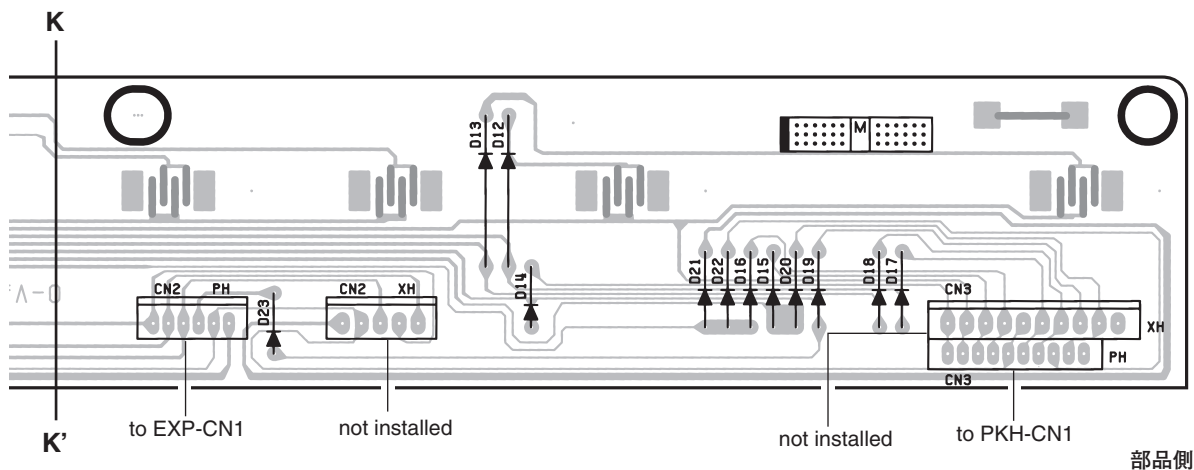 K
D13
D12
M
D14
D21
D22
D16
D15
D20
D19
D18
D17
CN2 PH
D23
CN2 XH
CN3
XH
PH
CN3
to EXP-CN1
not installed
not installed
to PKH-CN1
K'
部品側